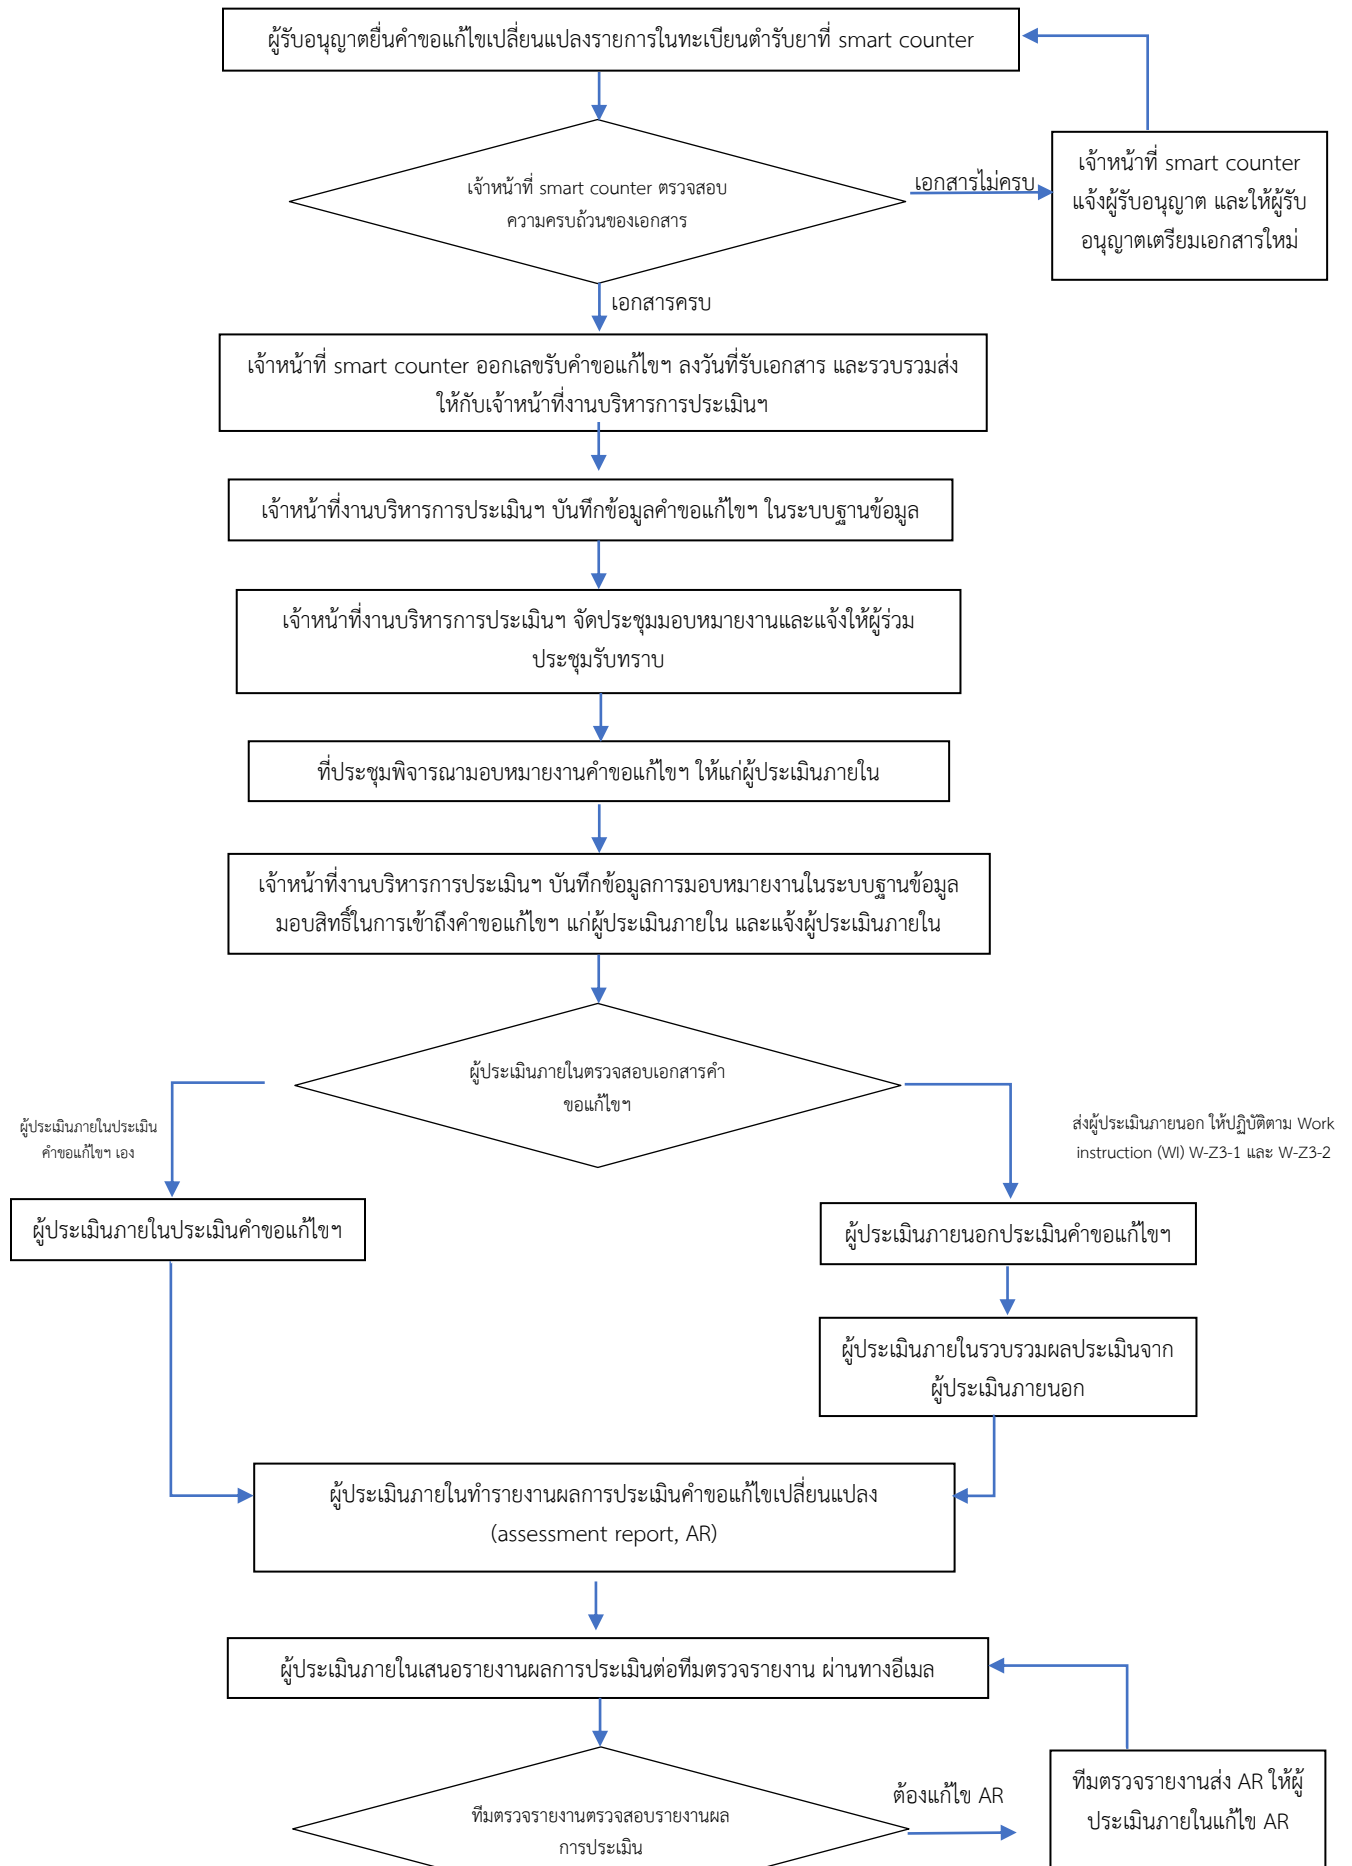 ผู้รับอนุญาตยื่นคำขอแก้ไขเปลี่ยนแปลงรายการในทะเบียนตำรับยาที่ smart counter
เจ้าหน้าที่ smart counter ตรวจสอบ
ความครบถ้วนของเอกสาร
เอกสารไม่ครบ
เจ้าหน้าที่ smart counter
แจ้งผู้รับอนุญาต และให้ผู้รับ
อนุญาตเตรียมเอกสารใหม่
เอกสารครบ
เจ้าหน้าที่ smart counter ออกเลขรับคำขอแก้ไขฯ ลงวันที่รับเอกสาร และรวบรวมส่ง
ให้กับเจ้าหน้าที่งานบริหารการประเมินฯ
เจ้าหน้าที่งานบริหารการประเมินฯ บันทึกข้อมูลคำขอแก้ไขฯ ในระบบฐานข้อมูล
เจ้าหน้าที่งานบริหารการประเมินฯ จัดประชุมมอบหมายงานและแจ้งให้ผู้ร่วม
ประชุมรับทราบ
ที่ประชุมพิจารณามอบหมายงานคำขอแก้ไขฯ ให้แก่ผู้ประเมินภายใน
เจ้าหน้าที่งานบริหารการประเมินฯ บันทึกข้อมูลการมอบหมายงานในระบบฐานข้อมูล
มอบสิทธิ์ในการเข้าถึงคำขอแก้ไขฯ แก่ผู้ประเมินภายใน และแจ้งผู้ประเมินภายใน
ผู้ประเมินภายในตรวจสอบเอกสารคำ
ขอแก้ไขฯ
ผู้ประเมินภายในประเมิน
คำขอแก้ไขฯ เอง
ส่งผู้ประเมินภายนอก ให้ปฏิบัติตาม Work
instruction (WI) W-Z3-1 และ W-Z3-2
ผู้ประเมินภายในประเมินคำขอแก้ไขฯ
ผู้ประเมินภายนอกประเมินคำขอแก้ไขฯ
ผู้ประเมินภายในรวบรวมผลประเมินจาก
ผู้ประเมินภายนอก
ผู้ประเมินภายในทำรายงานผลการประเมินคำขอแก้ไขเปลี่ยนแปลง
(assessment report, AR)
ผู้ประเมินภายในเสนอรายงานผลการประเมินต่อทีมตรวจรายงาน ผ่านทางอีเมล
ทีมตรวจรายงานตรวจสอบรายงานผล
การประเมิน
ต้องแก้ไข AR
ทีมตรวจรายงานส่ง AR ให้ผู้
ประเมินภายในแก้ไข AR